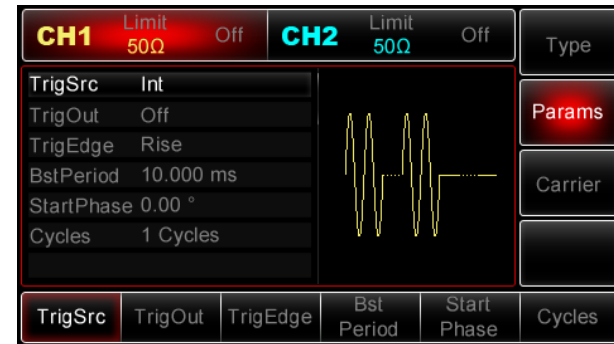 CH1 Limit 50Ω Off CH2 Limit 50Ω Off Type
TrigSrc Int
TrigOut Off
TrigEdge Rise
BstPeriod 10.000 ms
StartPhase 0.00 °
Cycles 1 Cycles
Params
Carrier
TrigSrc TrigOut TrigEdge Bst Period Start Phase Cycles